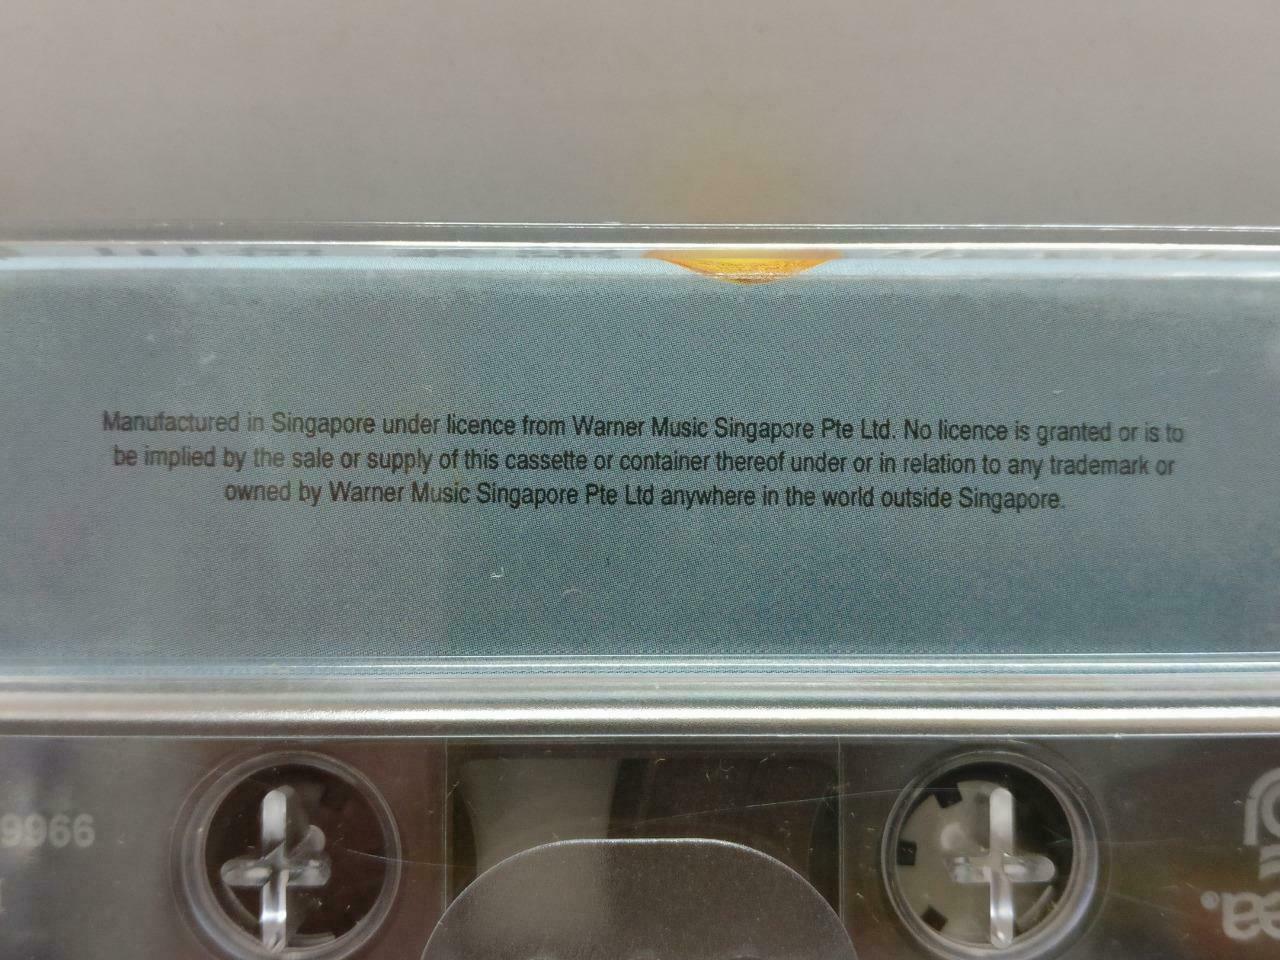 Manufactured in Singapore under licence from Warner Music Singapore Pte Ltd. No licence is granted or is to
be implied by the sale or supply of this cassette or container thereof under or in relation to any trademark or
owned by Warner Music Singapore Pte Ltd anywhere in the world outside Singapore.
9966